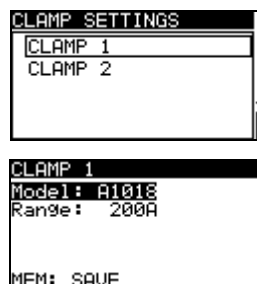 CLAMP SETTINGS
CLAMP 1
CLAMP 2
CLAMP 1
Model: A1018
Range: 200A
MEM: SAVE